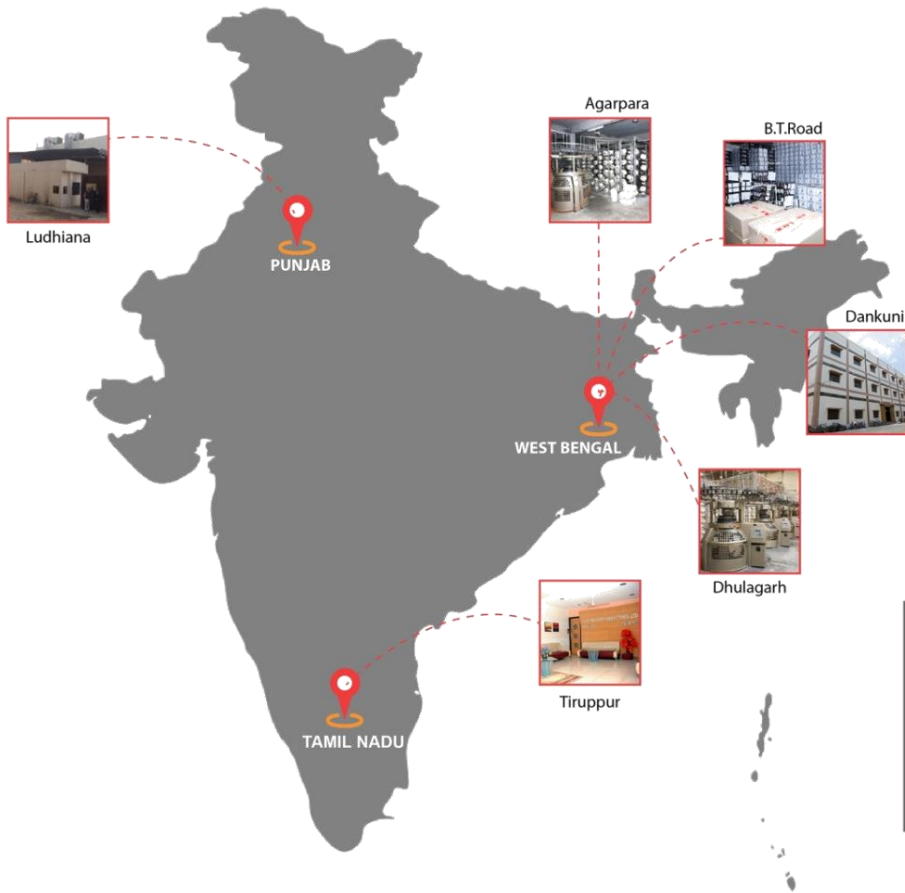 Agarpara
B.T.Road
Ludhiana
PUNJAB
Dankuni
WEST BENGAL
Dhulagarh
Tiruppur
TAMIL NADU